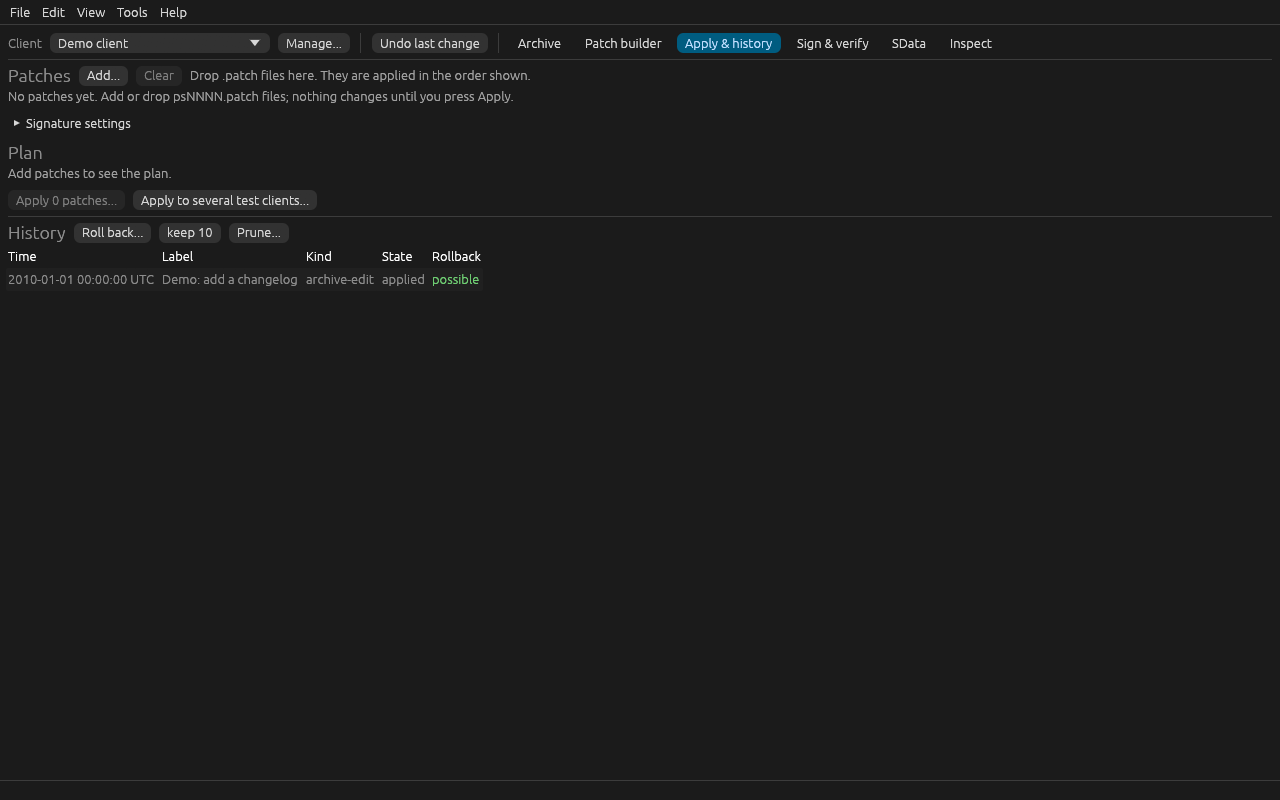 File Edit View Tools Help
Client Demo client Manage... Undo last change Archive Patch builder Apply & history Sign & verify SData Inspect
Patches Add... Clear Drop .patch files here. They are applied in the order shown.
No patches yet. Add or drop psNNNN.patch files; nothing changes until you press Apply.
Signature settings
Plan
Add patches to see the plan.
Apply 0 patches... Apply to several test clients...
History Roll back... keep 10 Prune...
Time Label Kind State Rollback
2010-01-01 00:00:00 UTC Demo: add a changelog archive-edit applied possible